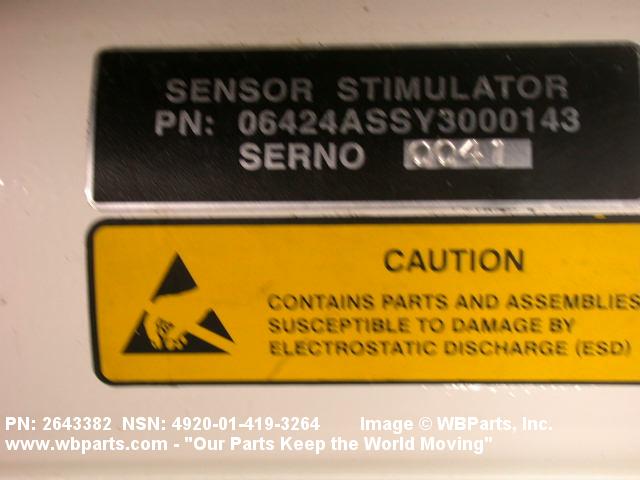 SENSOR STIMULATOR
PN: 06424ASSY3000143
SERNO 0041
CAUTION
CONTAINS PARTS AND ASSEMBLIES
SUSCEPTIBLE TO DAMAGE BY
ELECTROSTATIC DISCHARGE (ESD)
PN: 2643382 NSN: 4920-01-419-3264 Image © WBParts, Inc.
www.wbparts.com - "Our Parts Keep the World Moving"